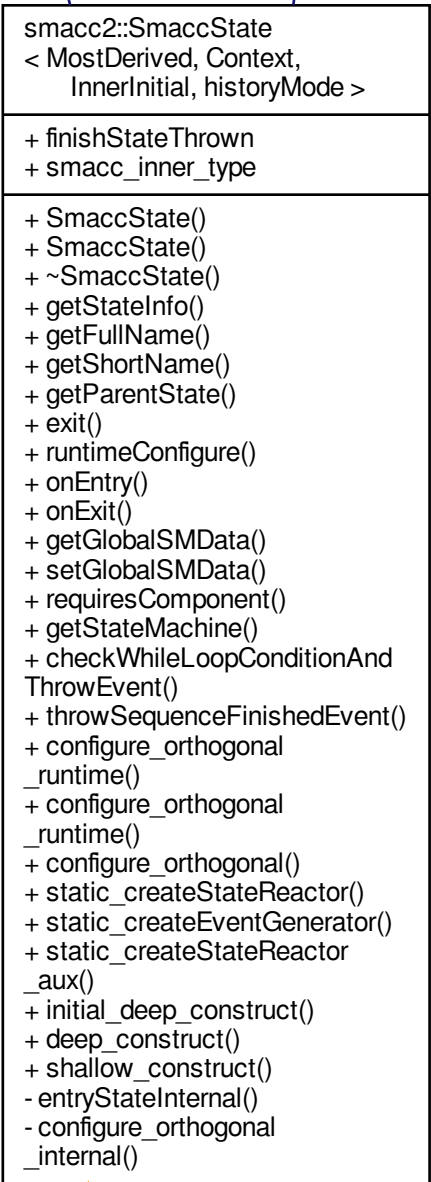 smacc2::SmaccState
< MostDerived, Context,
InnerInitial, historyMode >
+ finishStateThrown
+ smacc_inner_type
+ SmaccState()
+ SmaccState()
+ ~SmaccState()
+ getStateInfo()
+ getFullName()
+ getShortName()
+ getParentState()
+ exit()
+ runtimeConfigure()
+ onEntry()
+ onExit()
+ getGlobalSMData()
+ setGlobalSMData()
+ requiresComponent()
+ getStateMachine()
+ checkWhileLoopConditionAnd
ThrowEvent()
+ throwSequenceFinishedEvent()
+ configure_orthogonal
_runtime()
+ configure_orthogonal
_runtime()
+ configure_orthogonal()
+ static_createStateReactor()
+ static_createEventGenerator()
+ static_createStateReactor
_aux()
+ initial_deep_construct()
+ deep_construct()
+ shallow_construct()
- entryStateInternal()
- configure_orthogonal
_internal()